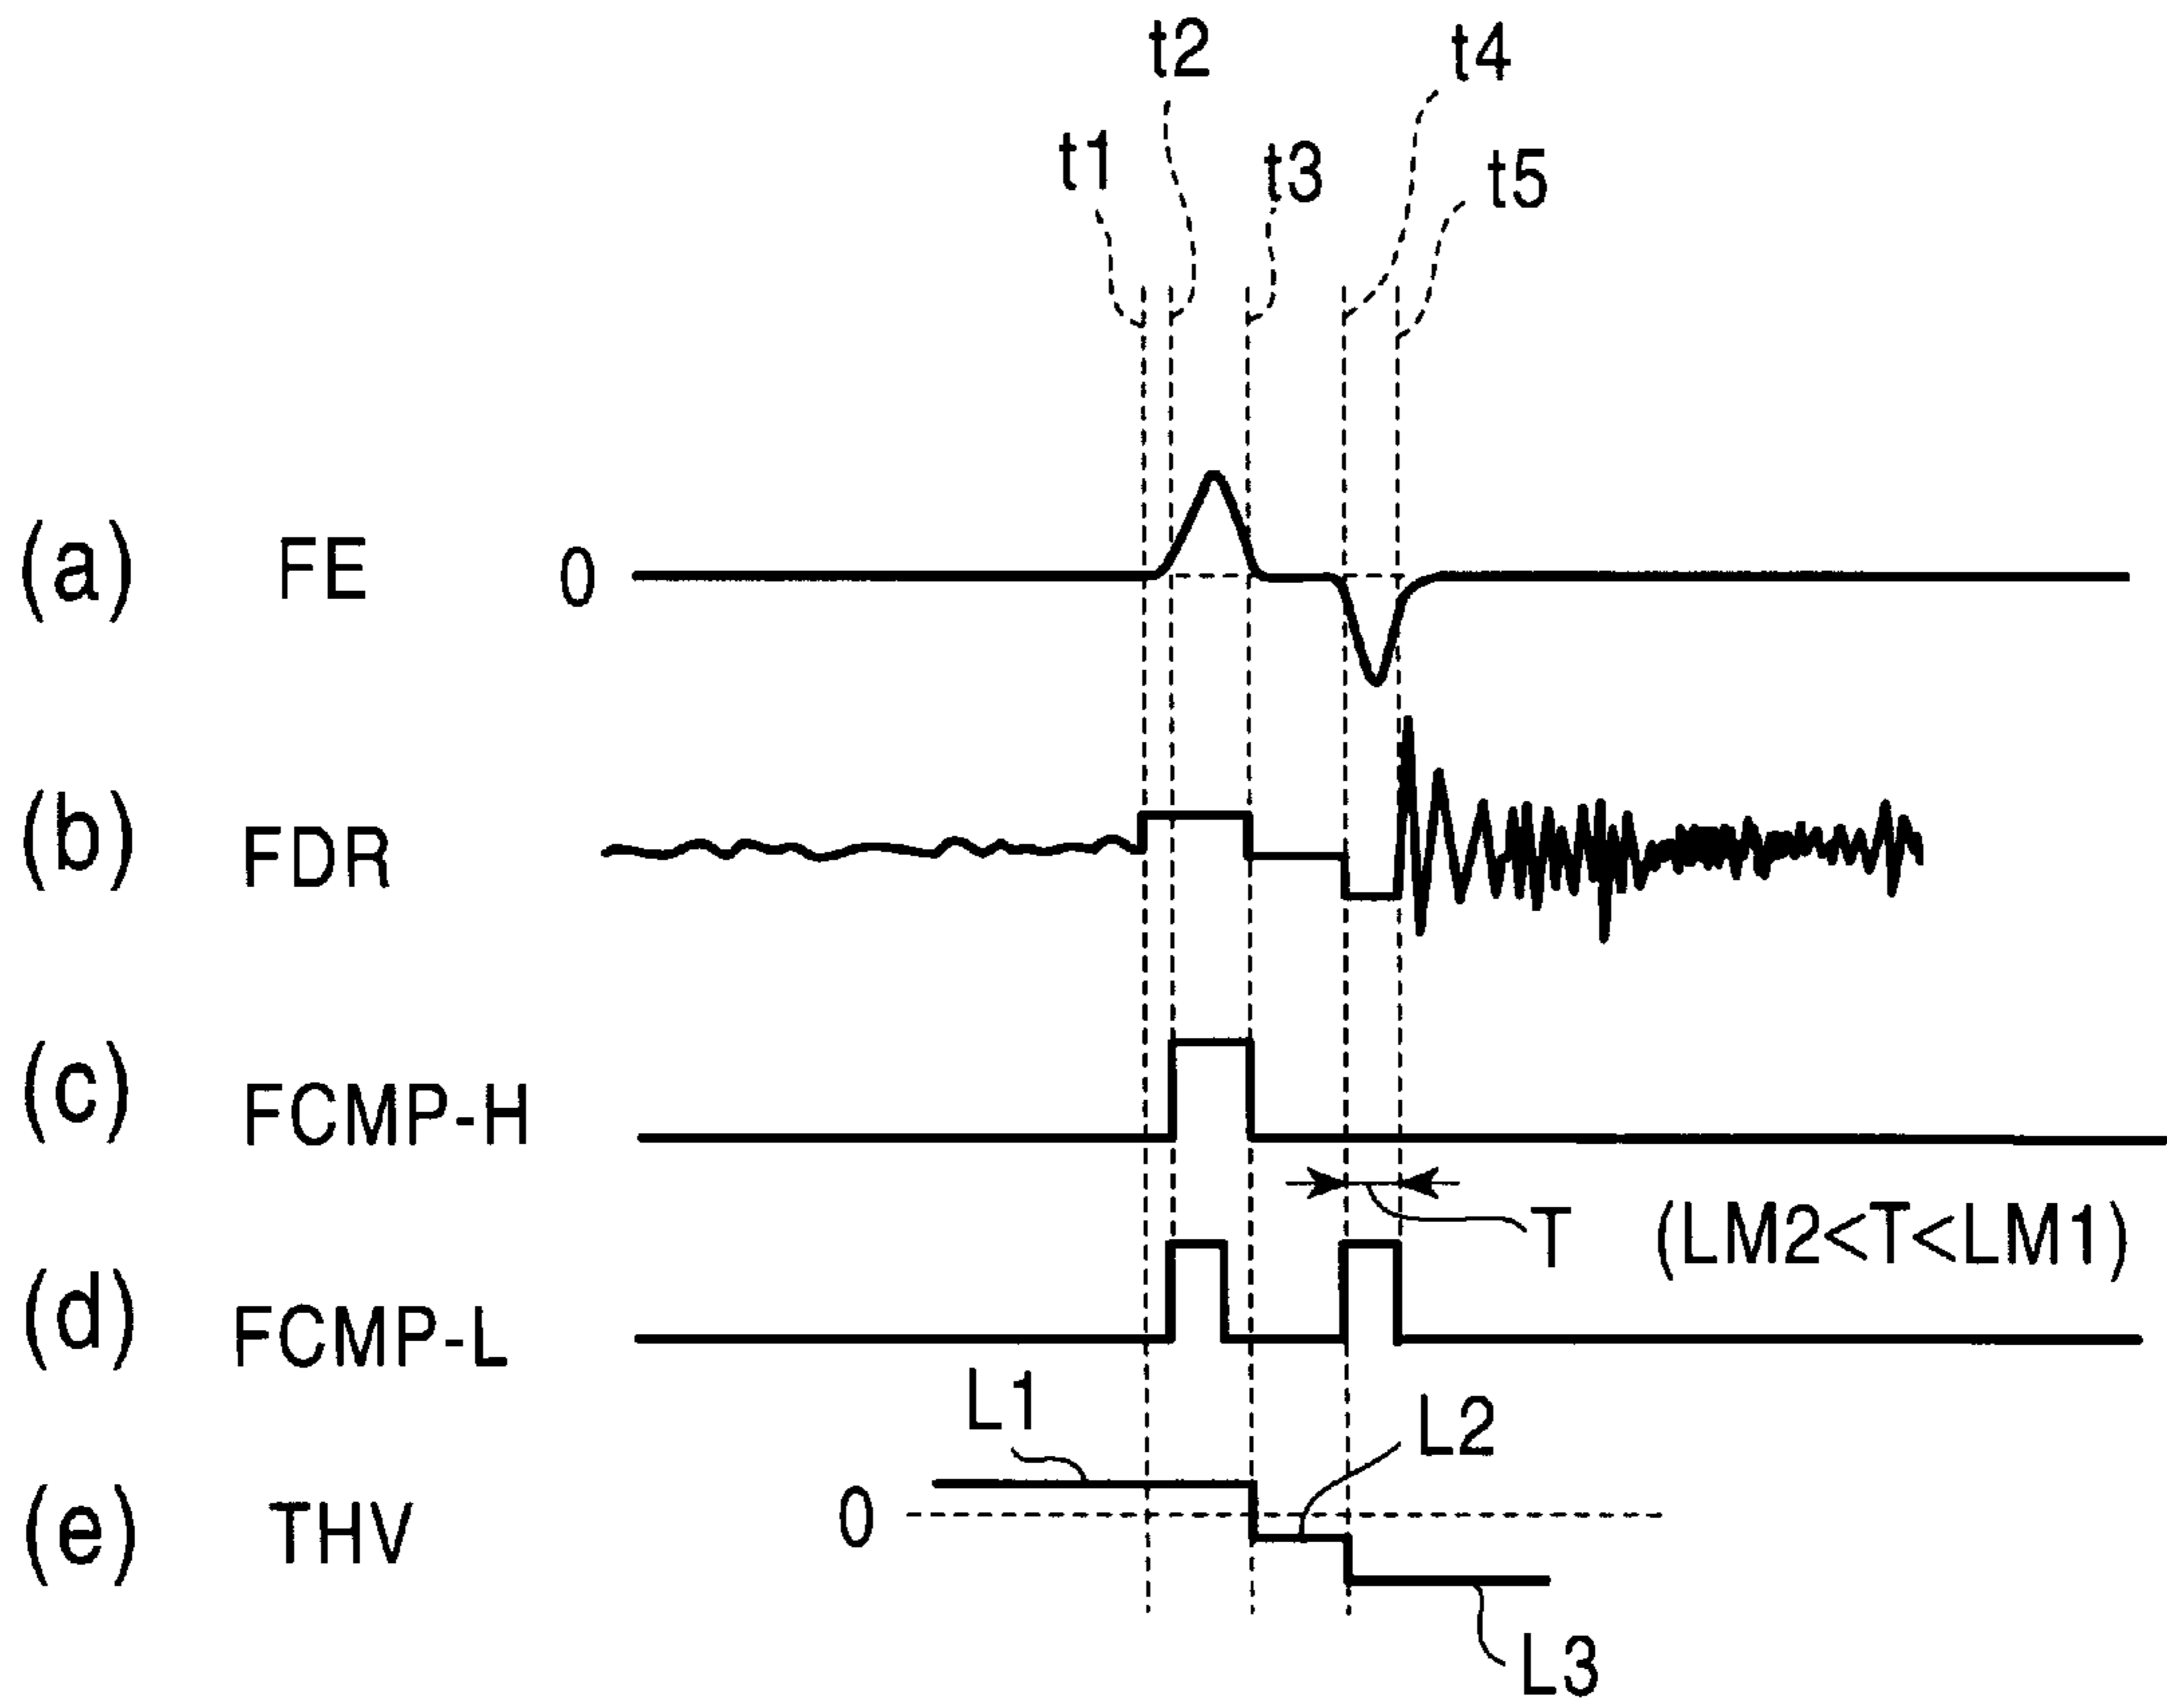 t2 t4
t1 t3 t5
(a) FE 0
(b) FDR
(c) FCMP-H
T (LM2<T<LM1)
(d) FCMP-L
L1 L2
(e) THV 0
L3